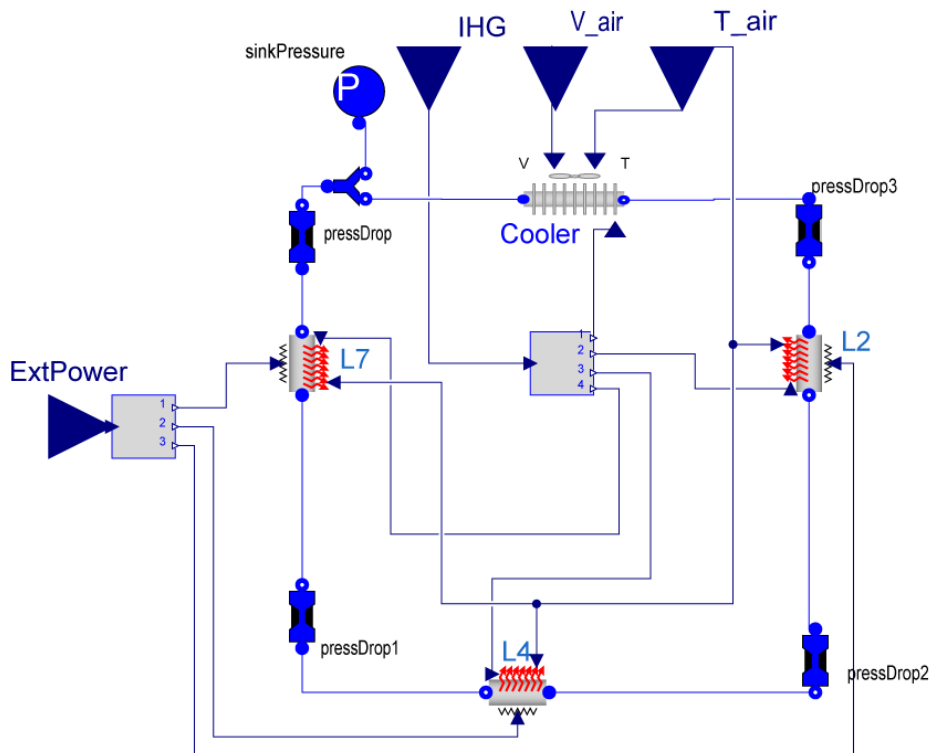 IHG
V_air
T_air
sinkPressure
P
V
T
pressDrop3
pressDrop
Cooler
1
2
3
4
L7
L2
ExtPower
1
2
3
pressDrop1
L4
pressDrop2